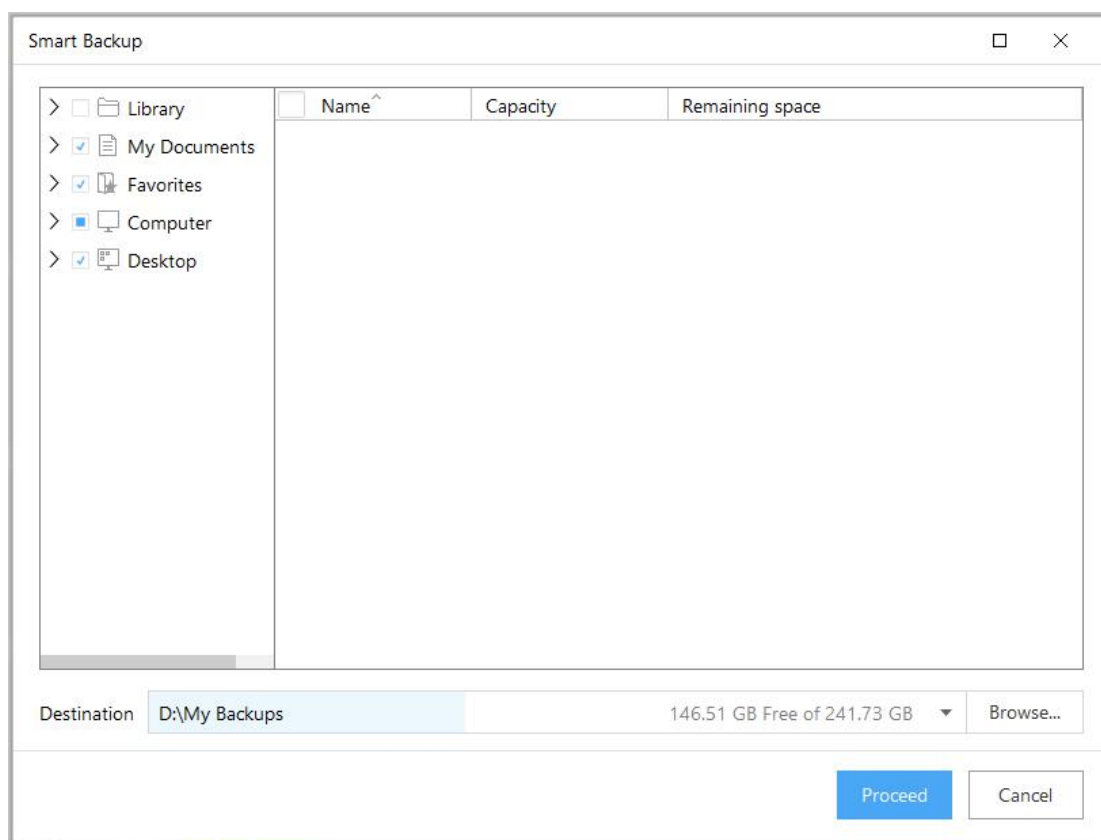 Smart Backup
Library
My Documents
Favorites
Computer
Desktop
Name Capacity Remaining space
Destination D:\My Backups 146.51 GB Free of 241.73 GB Browse...
Proceed Cancel